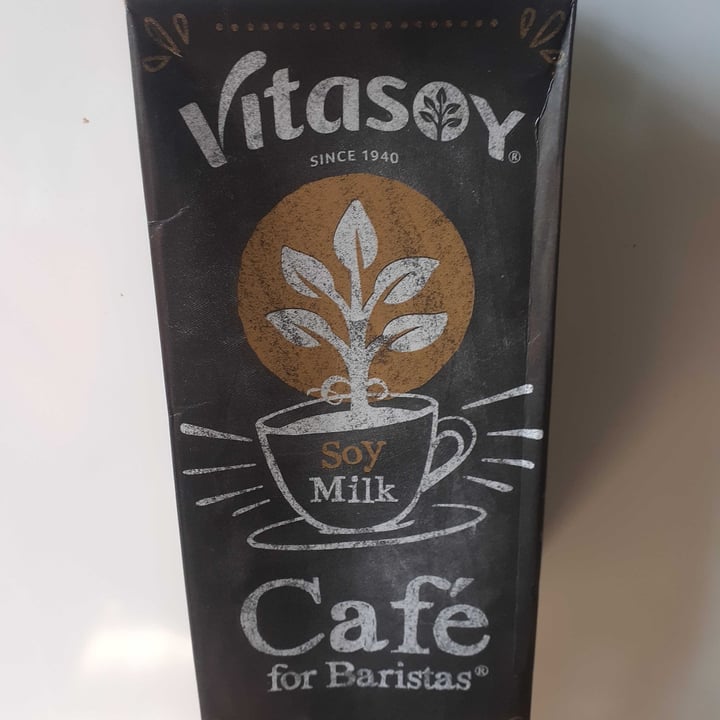 Vitasoy®
SINCE 1940
Soy
Milk
Café
for Baristas®